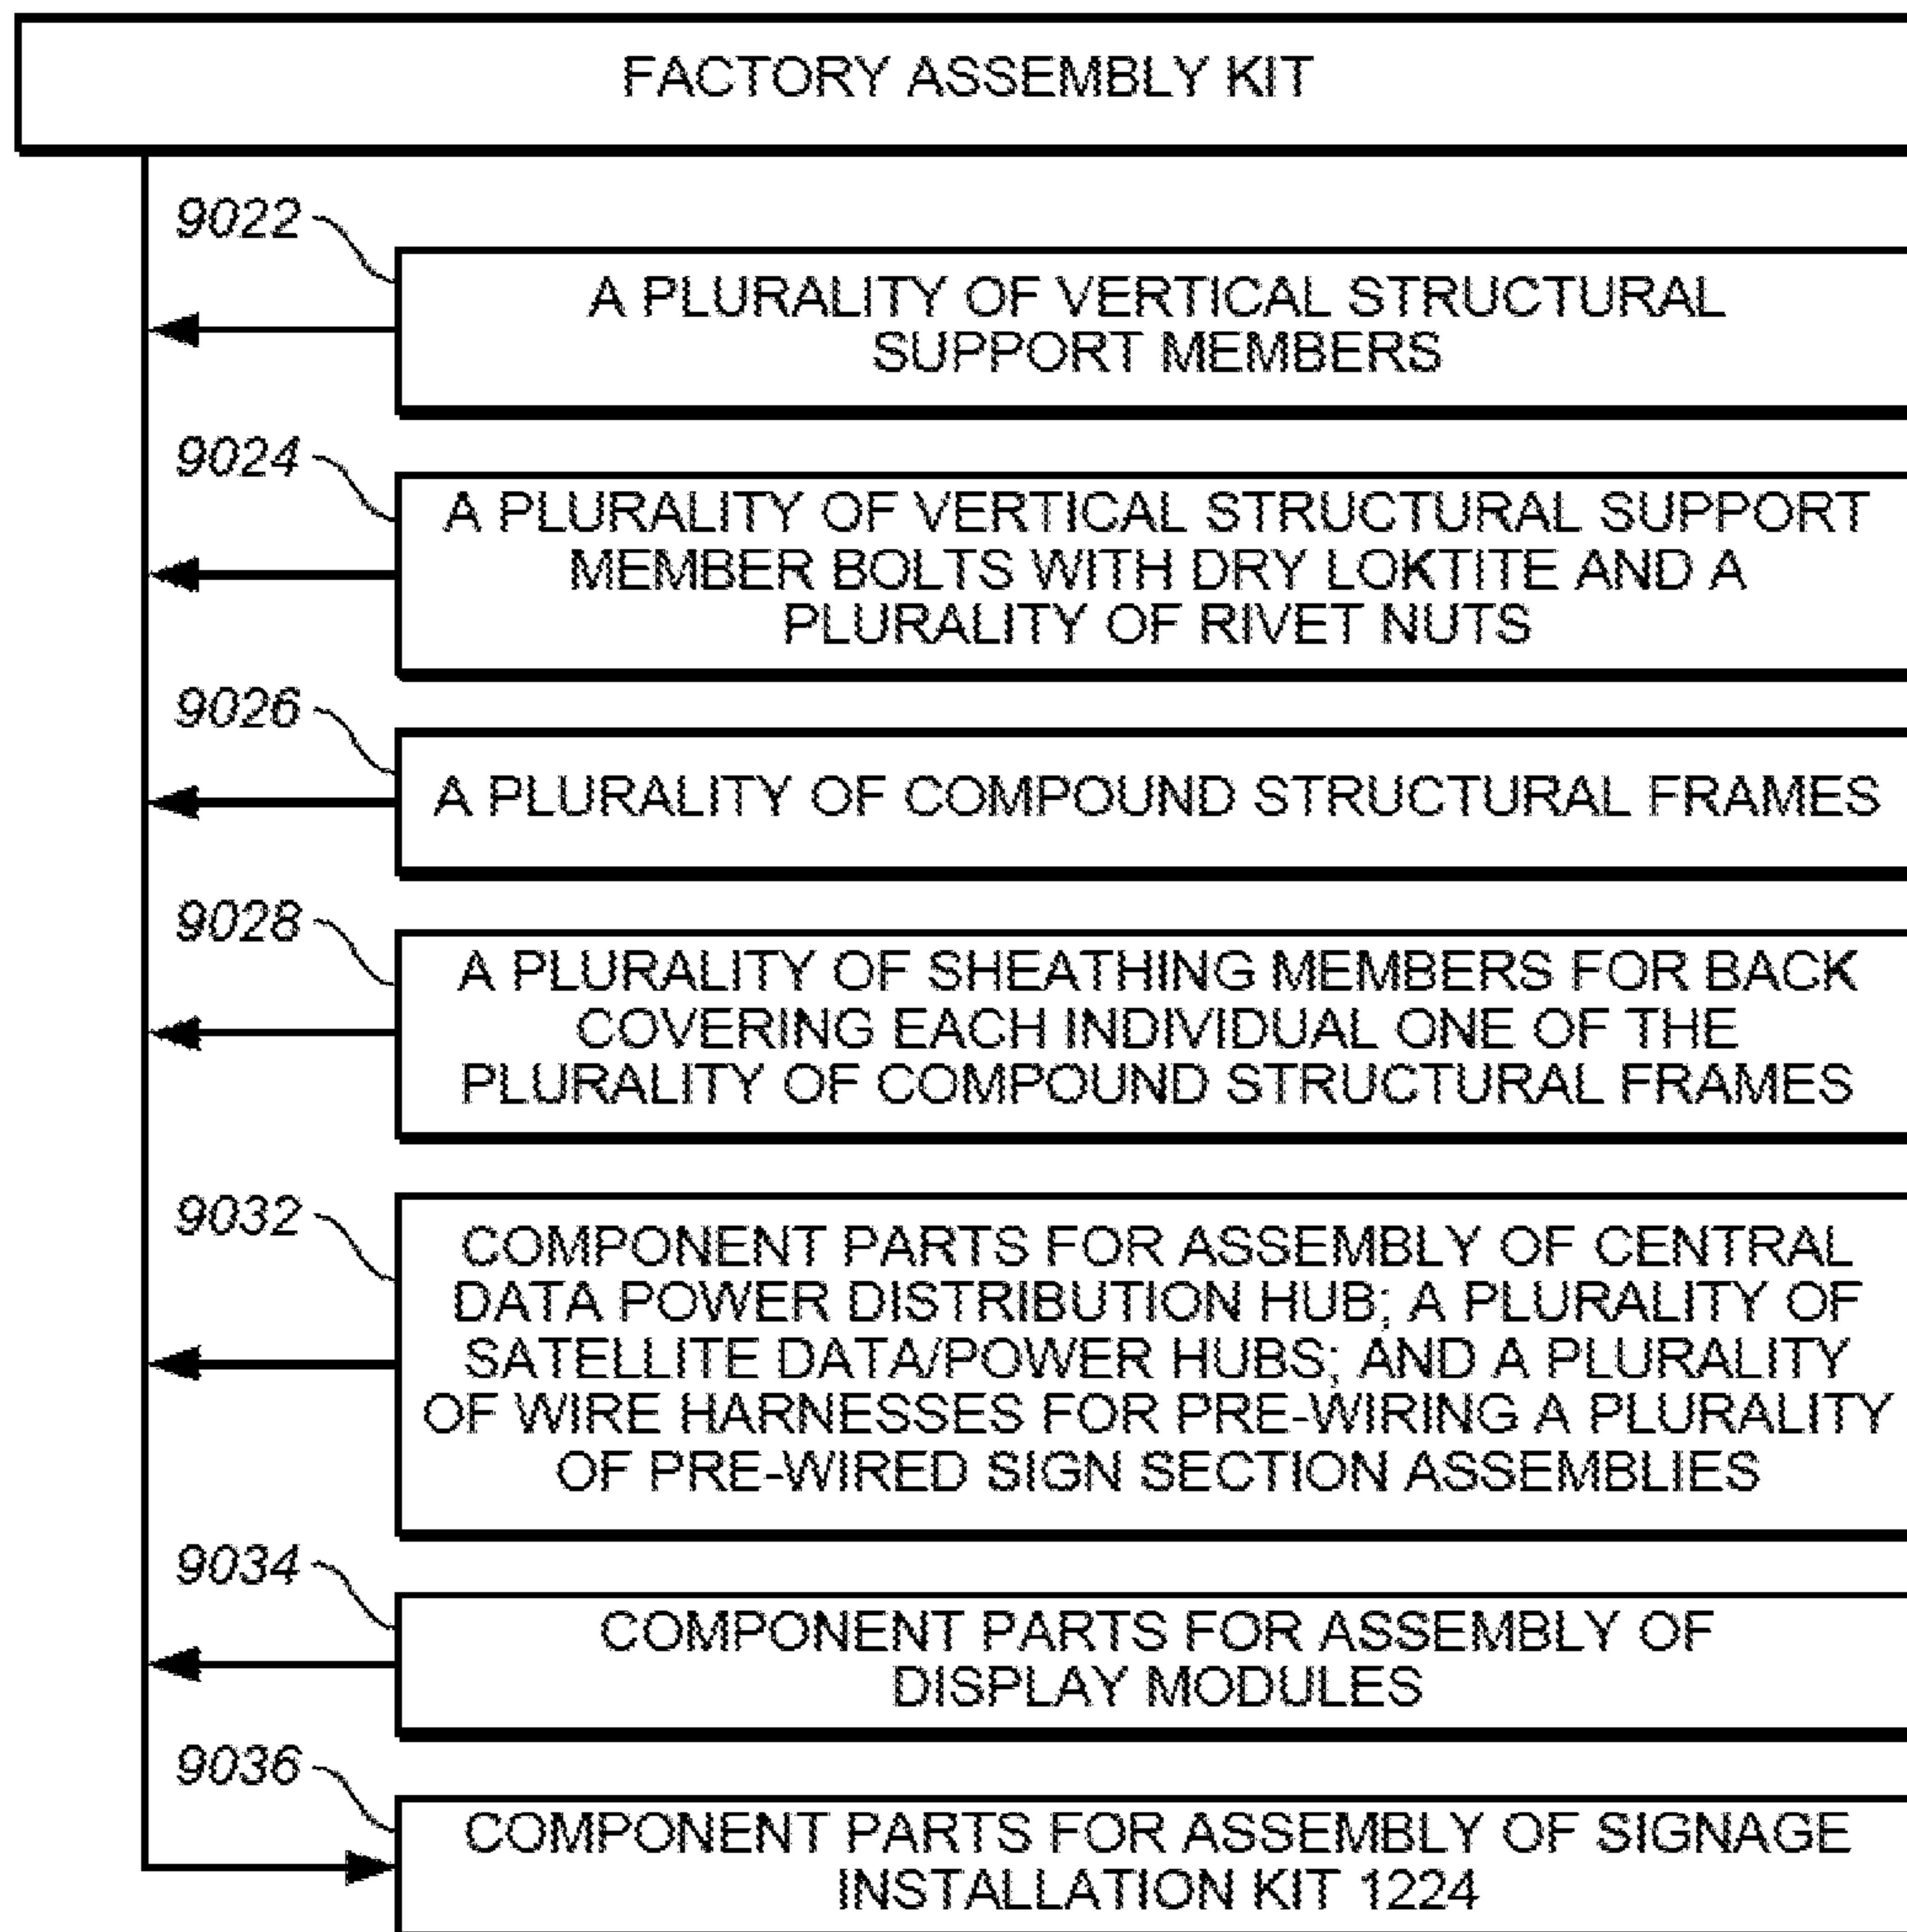 FACTORY ASSEMBLY KIT
9022
A PLURALITY OF VERTICAL STRUCTURAL
SUPPORT MEMBERS
9024
A PLURALITY OF VERTICAL STRUCTURAL SUPPORT
MEMBER BOLTS WITH DRY LOKTITE AND A
PLURALITY OF RIVET NUTS
9026
A PLURALITY OF COMPOUND STRUCTURAL FRAMES
9028
A PLURALITY OF SHEATHING MEMBERS FOR BACK
COVERING EACH INDIVIDUAL ONE OF THE
PLURALITY OF COMPOUND STRUCTURAL FRAMES
9032
COMPONENT PARTS FOR ASSEMBLY OF CENTRAL
DATA POWER DISTRIBUTION HUB; A PLURALITY OF
SATELLITE DATA/POWER HUBS; AND A PLURALITY
OF WIRE HARNESSES FOR PRE-WIRING A PLURALITY
OF PRE-WIRED SIGN SECTION ASSEMBLIES
9034
COMPONENT PARTS FOR ASSEMBLY OF
DISPLAY MODULES
9036
COMPONENT PARTS FOR ASSEMBLY OF SIGNAGE
INSTALLATION KIT 1224